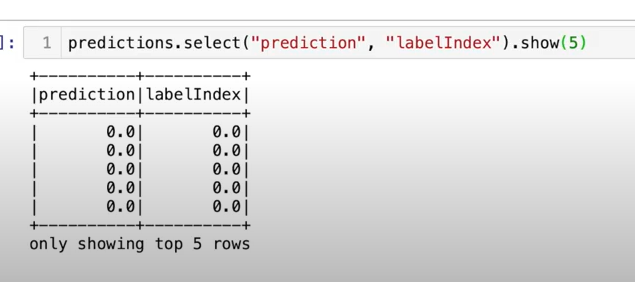 ]: 1 predictions.select("prediction", "labelIndex").show(5)
+----------+----------+
|prediction|labelIndex|
+----------+----------+
|       0.0|       0.0|
|       0.0|       0.0|
|       0.0|       0.0|
|       0.0|       0.0|
|       0.0|       0.0|
+----------+----------+
only showing top 5 rows